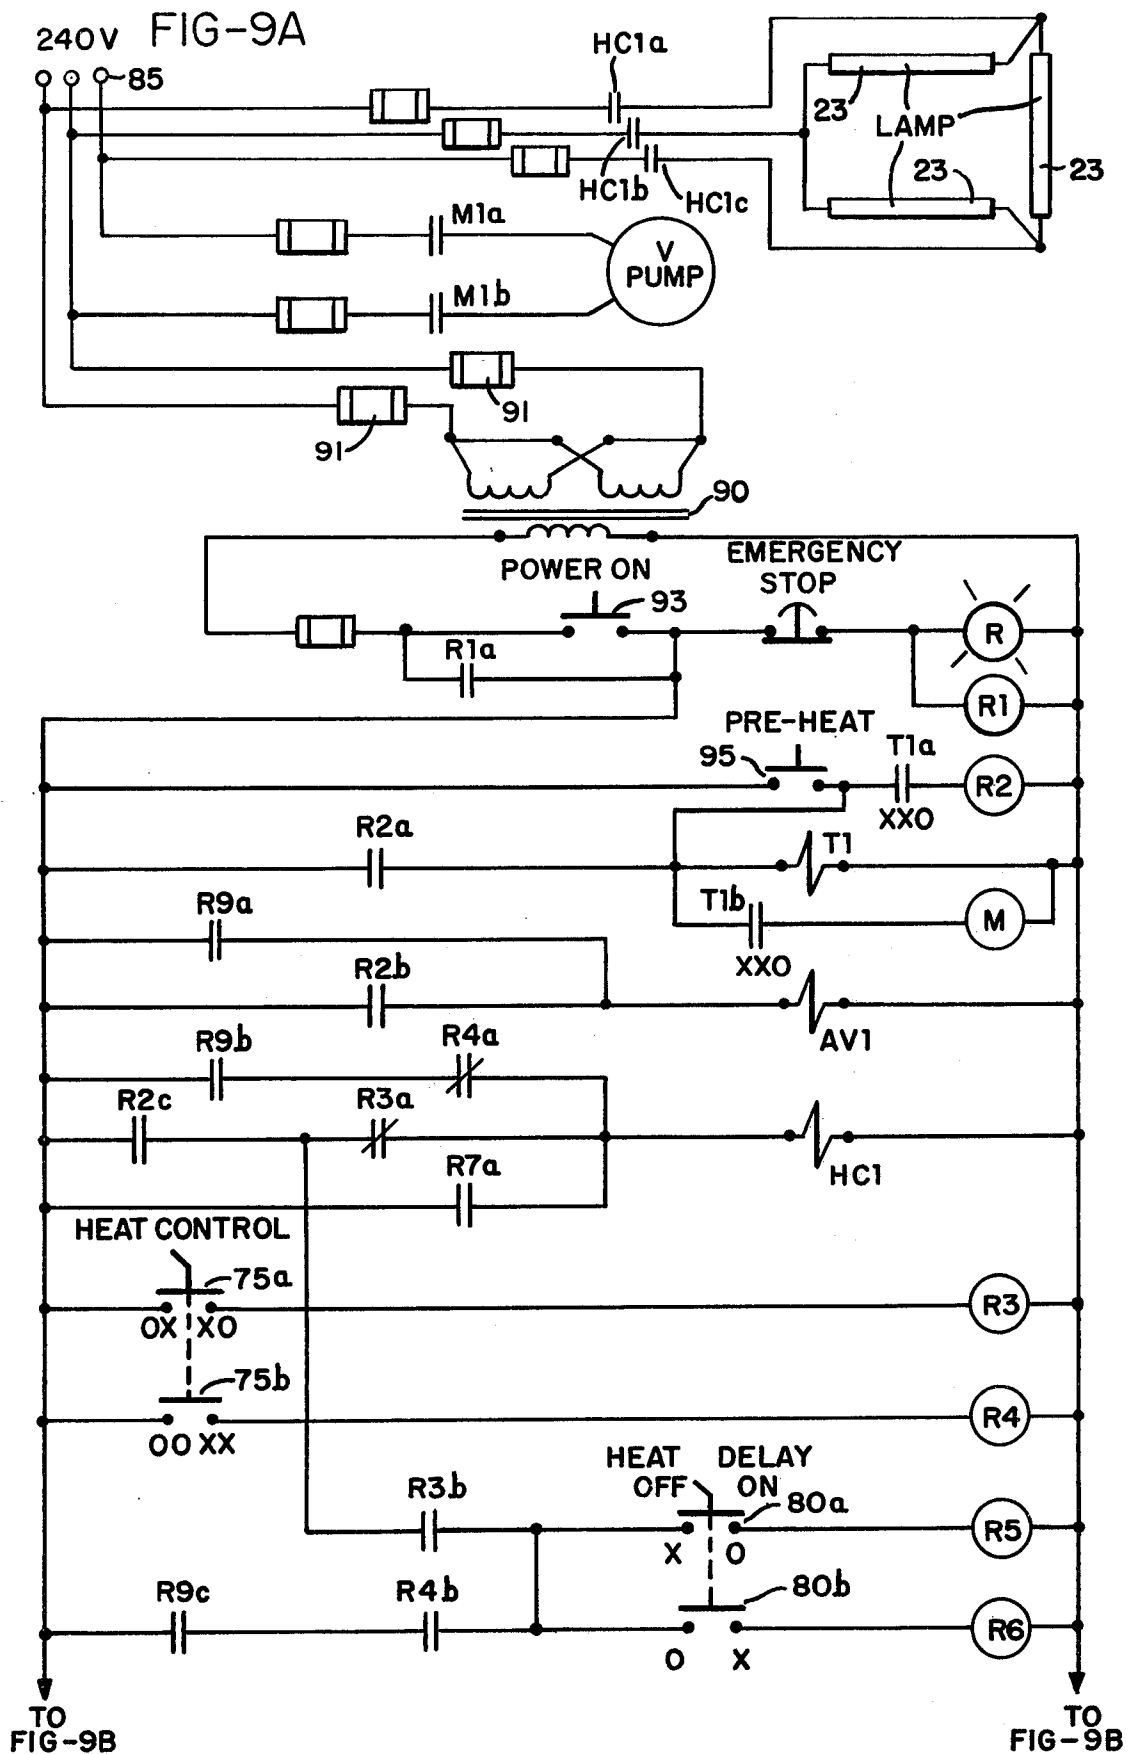 FIG-9A
240V
85
HC1a
HC1b
HC1c
23
LAMP
23
23
M1a
V
PUMP
M1b
91
91
90
POWER ON
93
EMERGENCY
STOP
R
R1a
R1
PRE-HEAT
95
T1a
R2
XXO
R2a
T1
T1b
M
XXO
R9a
R2b
AV1
R9b
R4a
R2c
R3a
HC1
R7a
HEAT CONTROL
75a
OX XO
R3
75b
OO XX
R4
HEAT DELAY
OFF ON
R3b
80a
X O
R5
R9c
R4b
80b
O X
R6
TO
FIG-9B
TO
FIG-9B